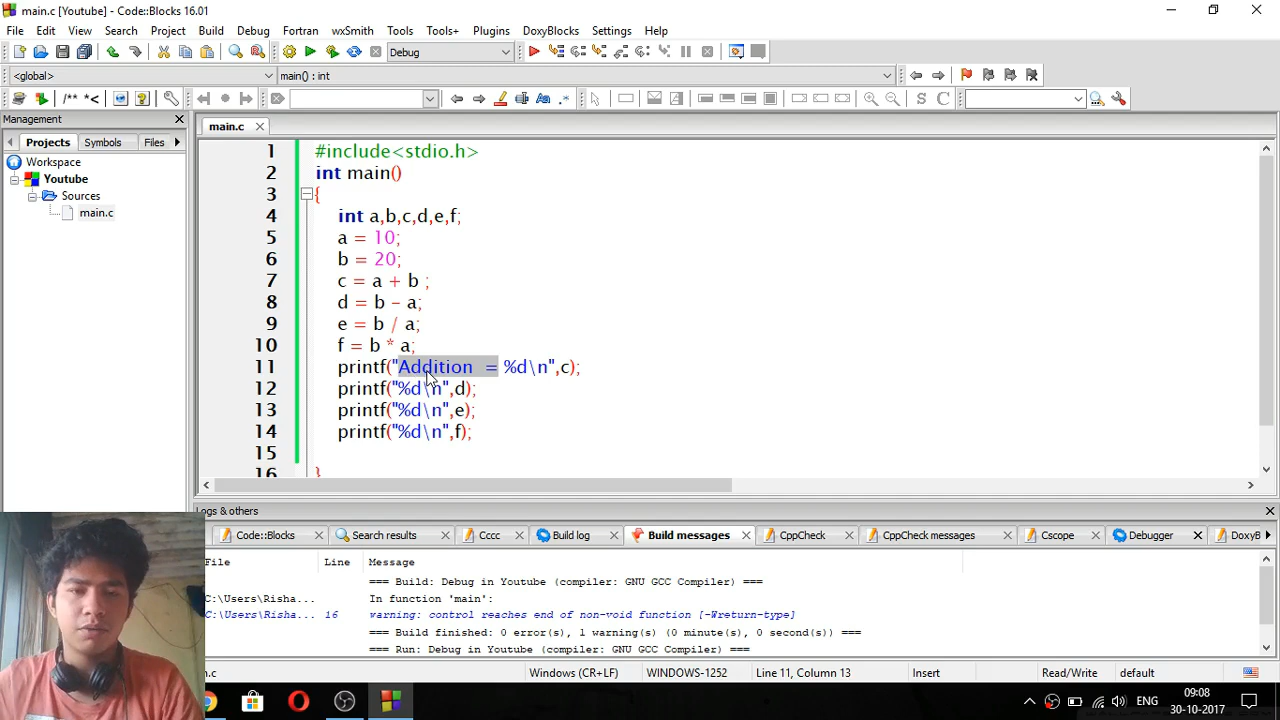 main.c [Youtube] - Code::Blocks 16.01
File Edit View Search Project Build Debug Fortran wxSmith Tools Tools+ Plugins DoxyBlocks Settings Help
Debug
<global> main() : int
/** *< S C
Management
main.c
Projects Symbols Files
Workspace
Youtube
Sources
main.c
1 #include<stdio.h>
2 int main()
3 {
4 int a,b,c,d,e,f;
5 a = 10;
6 b = 20;
7 c = a + b ;
8 d = b - a;
9 e = b / a;
10 f = b * a;
11 printf("Addition  = %d\n",c);
12 printf("%d\n",d);
13 printf("%d\n",e);
14 printf("%d\n",f);
15
16 }
Logs & others
Code::Blocks Search results Cccc Build log Build messages CppCheck CppCheck messages Cscope Debugger DoxyB
File Line Message
=== Build: Debug in Youtube (compiler: GNU GCC Compiler) ===
C:\Users\Risha... In function 'main':
C:\Users\Risha... 16 warning: control reaches end of non-void function [-Wreturn-type]
=== Build finished: 0 error(s), 1 warning(s) (0 minute(s), 0 second(s)) ===
=== Run: Debug in Youtube (compiler: GNU GCC Compiler) ===
.c Windows (CR+LF) WINDOWS-1252 Line 11, Column 13 Insert Read/Write default
ENG 09:08
30-10-2017